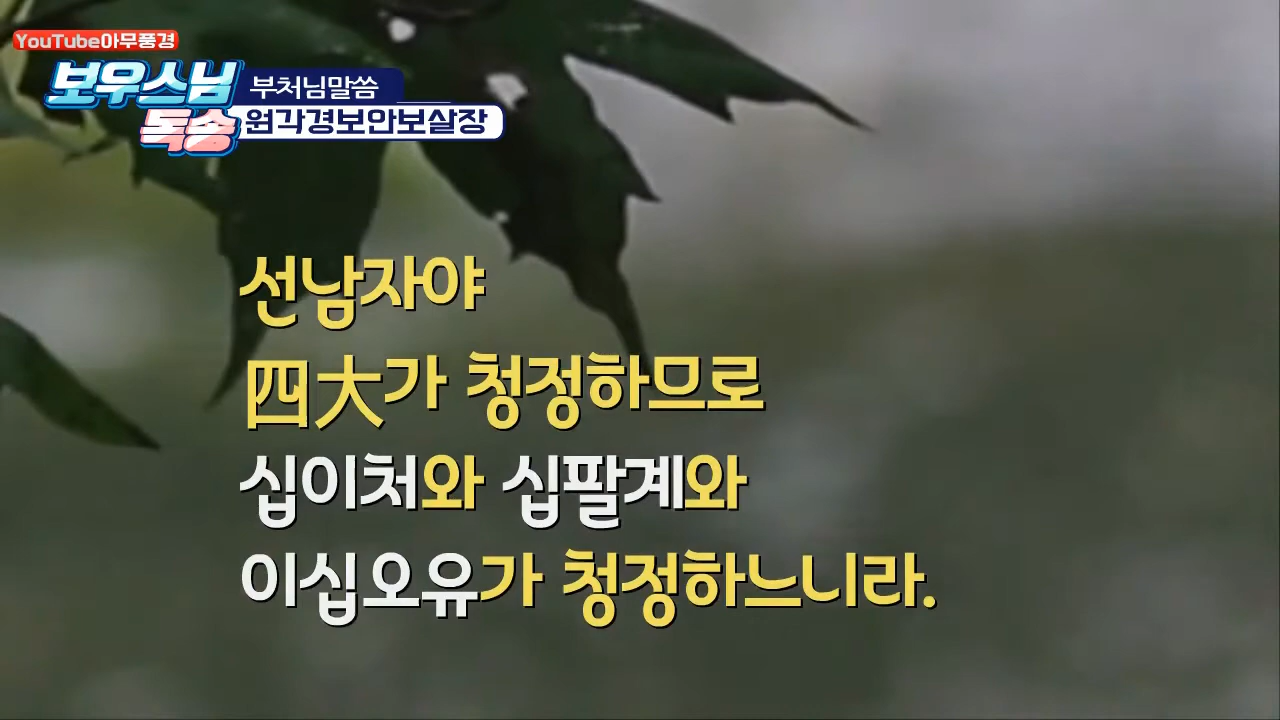 YouTube아무풍경
보우스님
독송
부처님말씀
원각경보안보살장
선남자야
四大가 청정하므로
십이처와 십팔계와
이십오유가 청정하느니라.